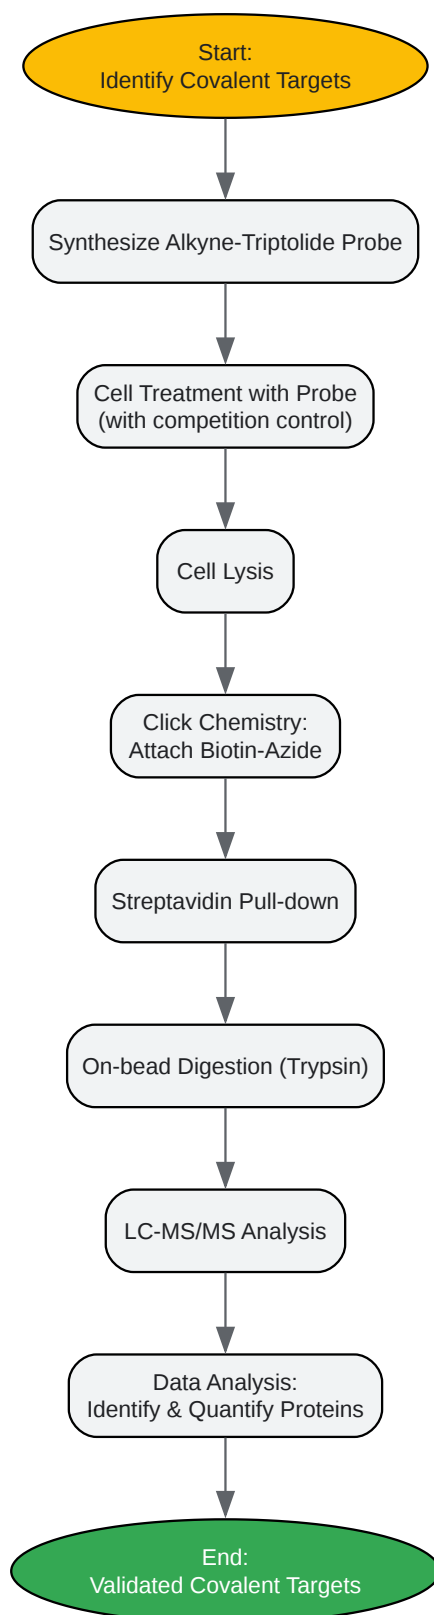 Start:
Identify Covalent Targets
Synthesize Alkyne-Triptolide Probe
Cell Treatment with Probe
(with competition control)
Cell Lysis
Click Chemistry:
Attach Biotin-Azide
Streptavidin Pull-down
On-bead Digestion (Trypsin)
LC-MS/MS Analysis
Data Analysis:
Identify & Quantify Proteins
End:
Validated Covalent Targets